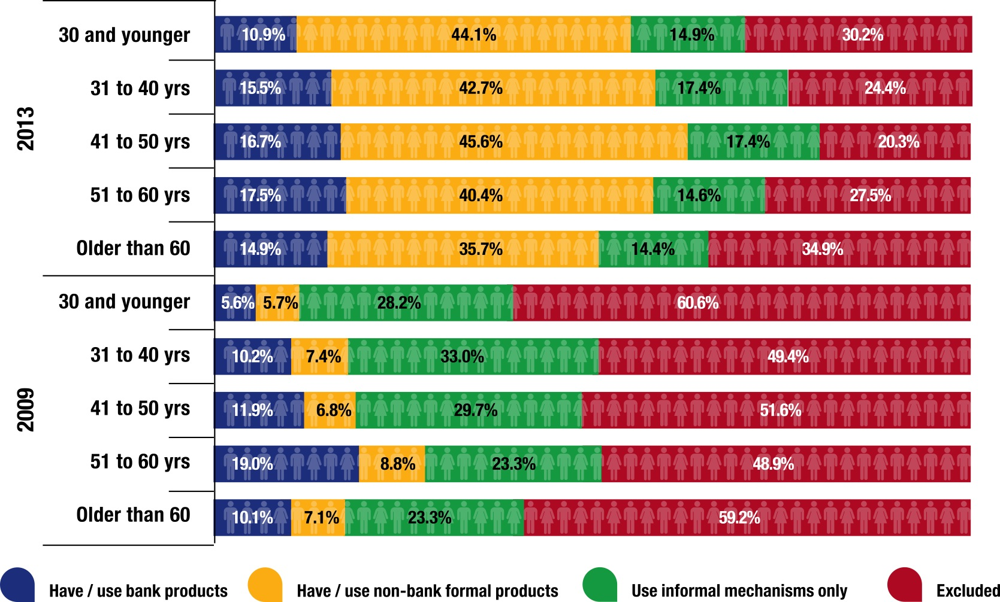 2013
30 and younger 10.9% 44.1% 14.9% 30.2%
31 to 40 yrs 15.5% 42.7% 17.4% 24.4%
41 to 50 yrs 16.7% 45.6% 17.4% 20.3%
51 to 60 yrs 17.5% 40.4% 14.6% 27.5%
Older than 60 14.9% 35.7% 14.4% 34.9%
2009
30 and younger 5.6% 5.7% 28.2% 60.6%
31 to 40 yrs 10.2% 7.4% 33.0% 49.4%
41 to 50 yrs 11.9% 6.8% 29.7% 51.6%
51 to 60 yrs 19.0% 8.8% 23.3% 48.9%
Older than 60 10.1% 7.1% 23.3% 59.2%
Have / use bank products Have / use non-bank formal products Use informal mechanisms only Excluded